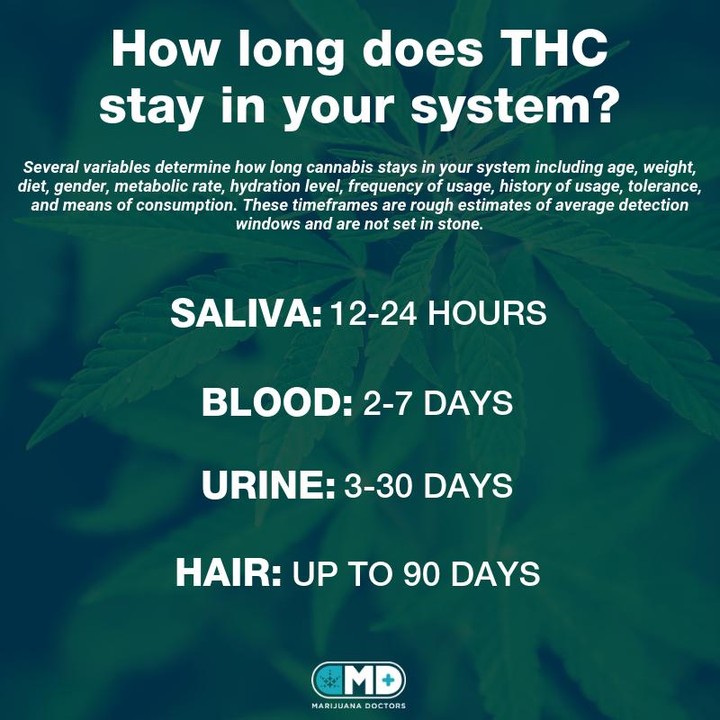 How long does THC
stay in your system?
Several variables determine how long cannabis stays in your system including age, weight,
diet, gender, metabolic rate, hydration level, frequency of usage, history of usage, tolerance,
and means of consumption. These timeframes are rough estimates of average detection
windows and are not set in stone.
SALIVA: 12-24 HOURS
BLOOD: 2-7 DAYS
URINE: 3-30 DAYS
HAIR: UP TO 90 DAYS
MD
MARIJUANA DOCTORS